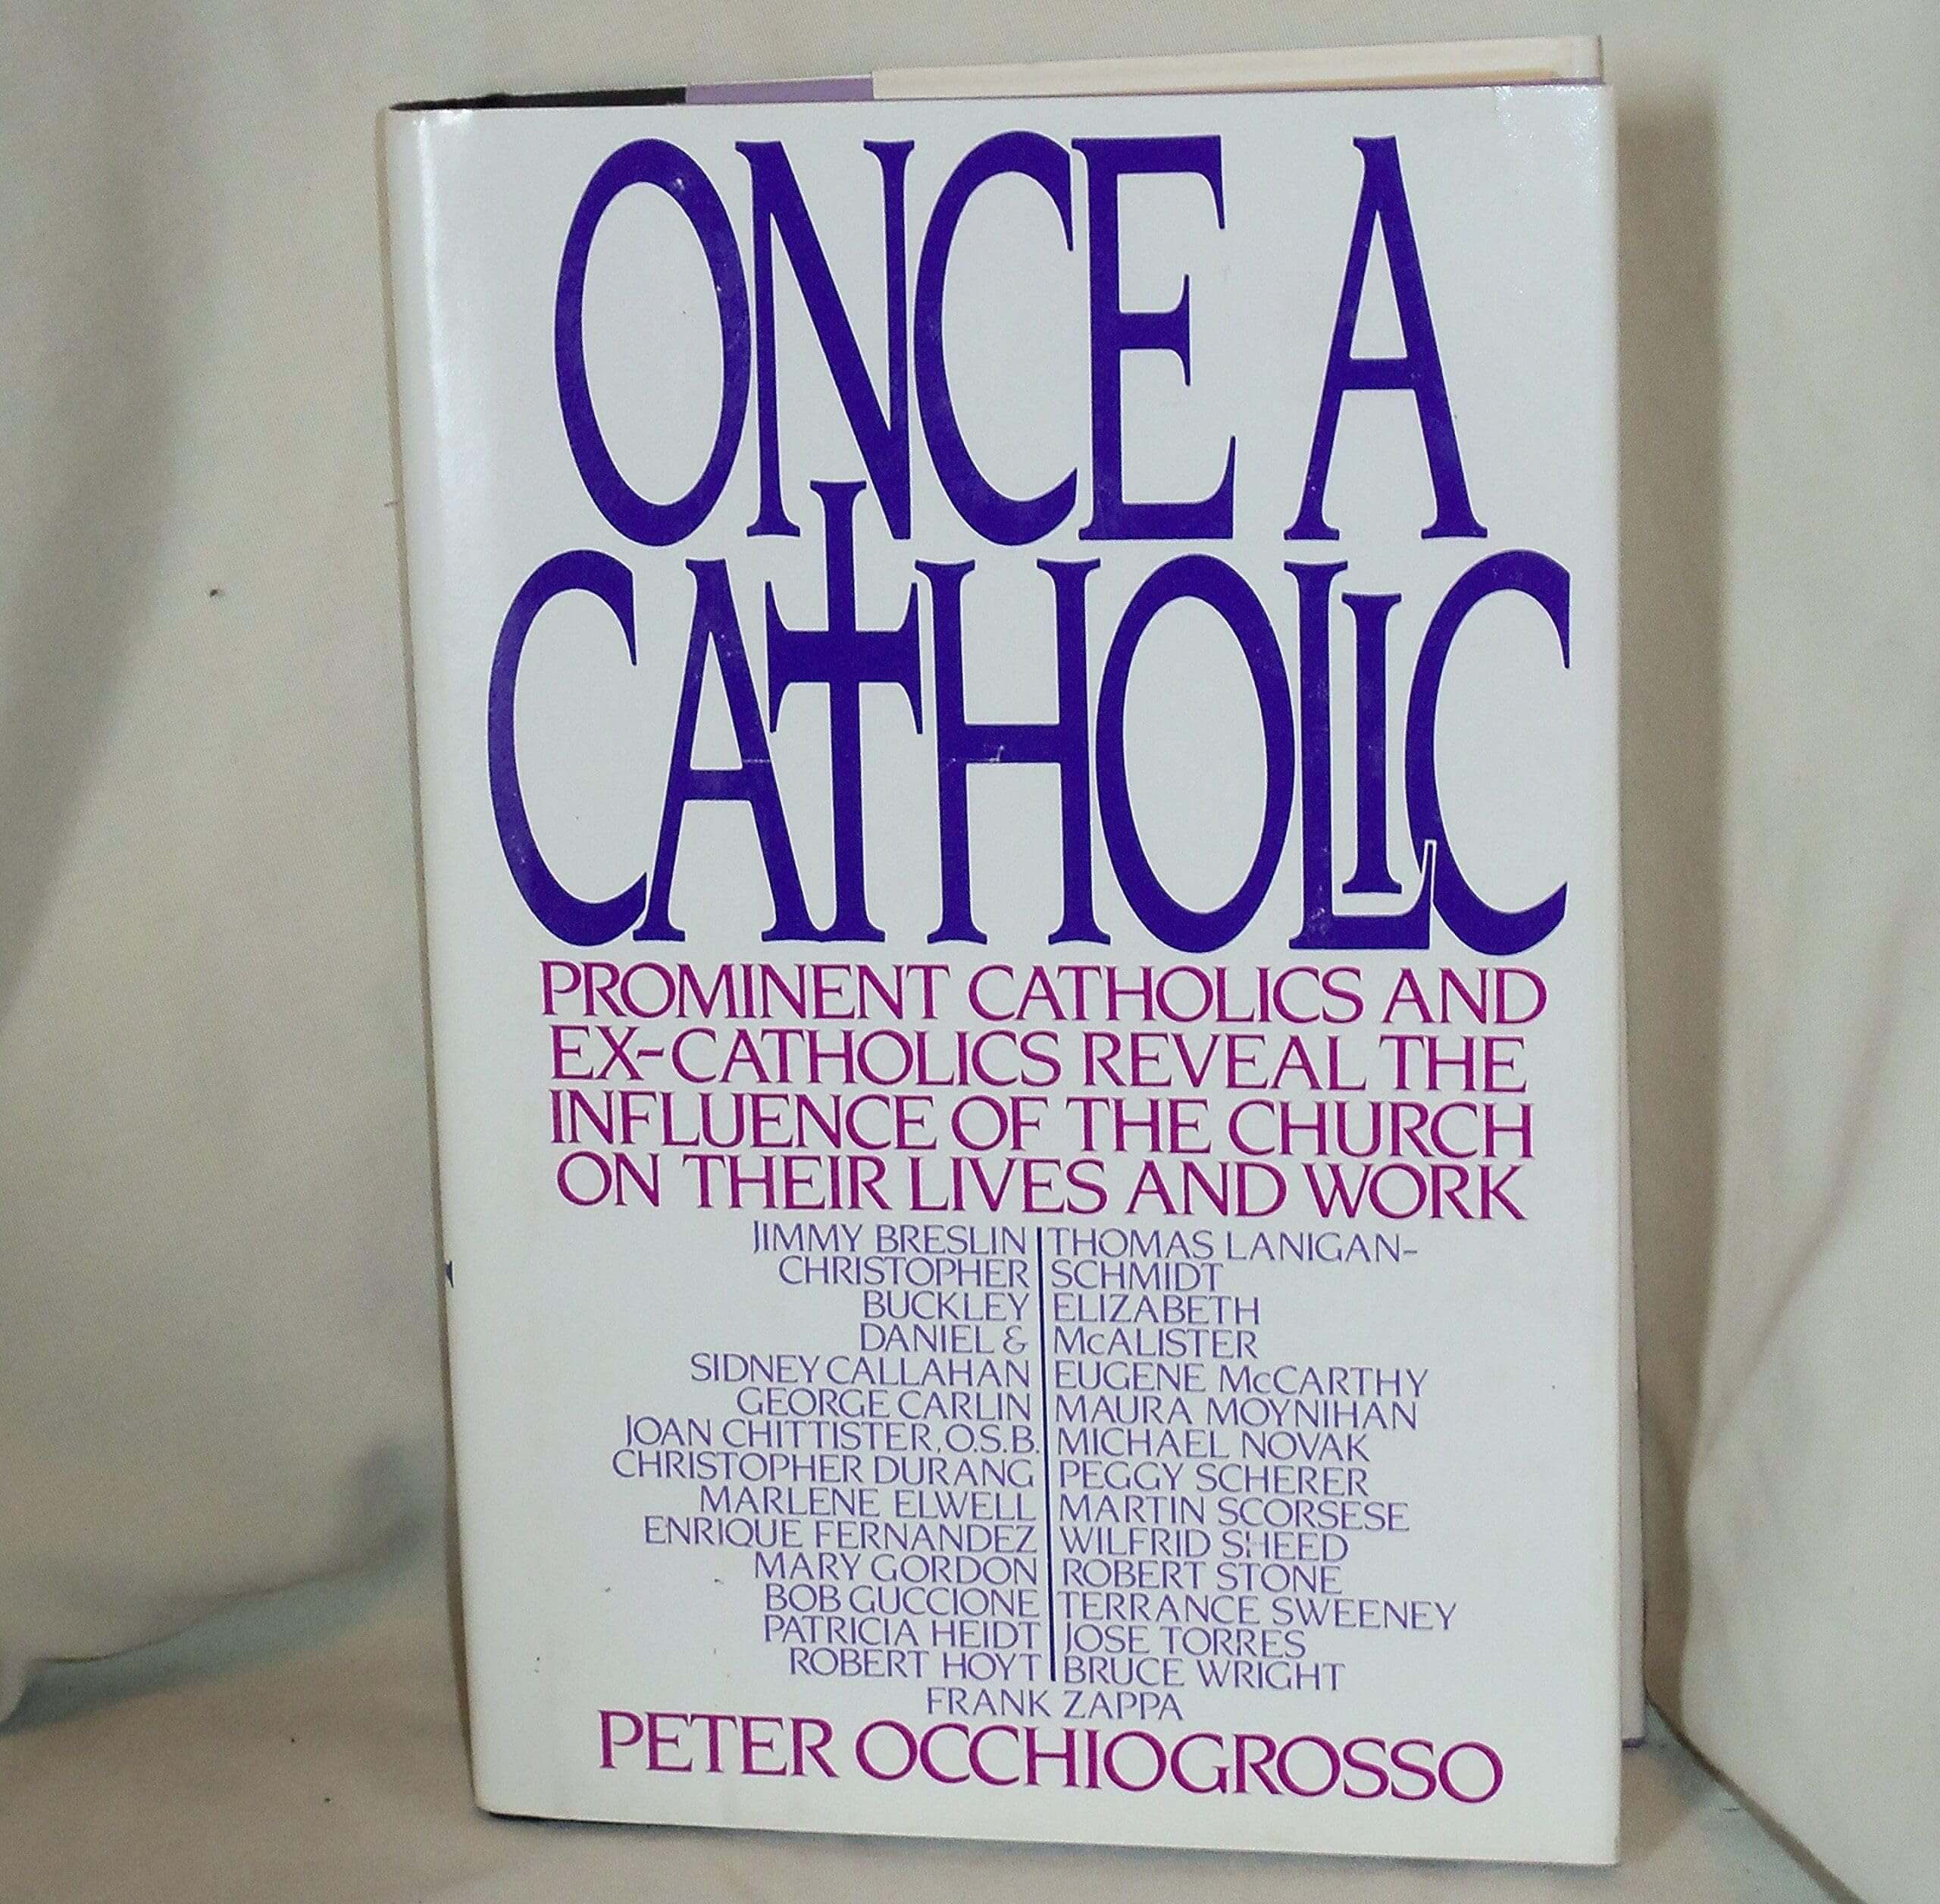 ONCE A
CATHOLIC
PROMINENT CATHOLICS AND
EX-CATHOLICS REVEAL THE
INFLUENCE OF THE CHURCH
ON THEIR LIVES AND WORK
JIMMY BRESLIN
CHRISTOPHER
BUCKLEY
DANIEL &
SIDNEY CALLAHAN
GEORGE CARLIN
JOAN CHITTISTER, O.S.B.
CHRISTOPHER DURANG
MARLENE ELWELL
ENRIQUE FERNANDEZ
MARY GORDON
BOB GUCCIONE
PATRICIA HEIDT
ROBERT HOYT
THOMAS LANIGAN-
SCHMIDT
ELIZABETH
McALISTER
EUGENE McCARTHY
MAURA MOYNIHAN
MICHAEL NOVAK
PEGGY SCHERER
MARTIN SCORSESE
WILFRID SHEED
ROBERT STONE
TERRANCE SWEENEY
JOSE TORRES
BRUCE WRIGHT
FRANK ZAPPA
PETER OCCHIOGROSSO